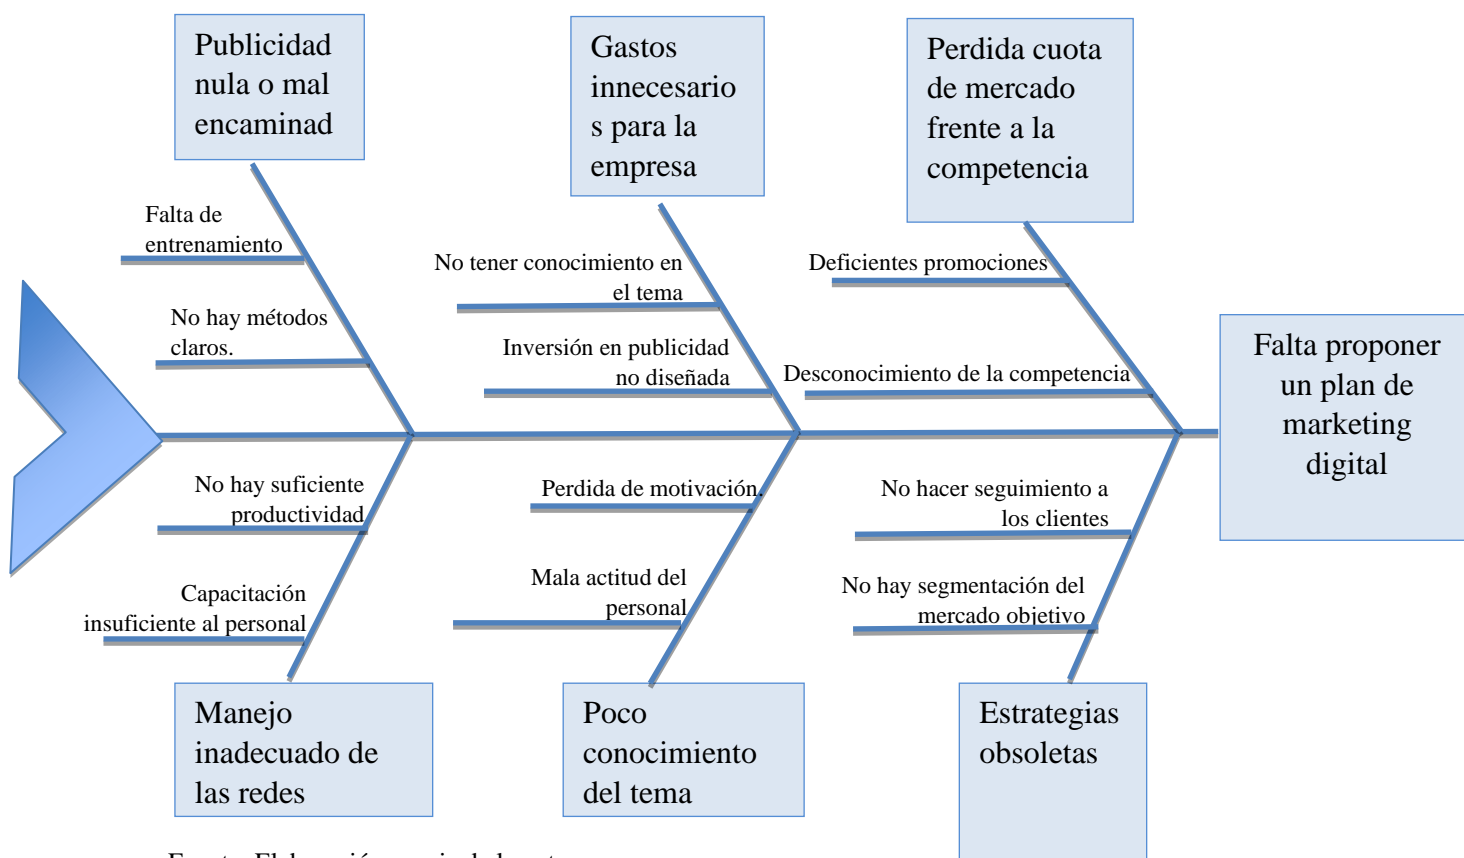 Publicidad
nula o mal
encaminad
Gastos
innecesario
s para la
empresa
Perdida cuota
de mercado
frente a la
competencia
Falta de
entrenamiento
No hay métodos
claros.
No tener conocimiento en
el tema
Inversión en publicidad
no diseñada
Deficientes promociones
Desconocimiento de la competencia
Falta proponer
un plan de
marketing
digital
No hay suficiente
productividad
Capacitación
insuficiente al personal
Perdida de motivación.
Mala actitud del
personal
No hacer seguimiento a
los clientes
No hay segmentación del
mercado objetivo
Manejo
inadecuado de
las redes
Poco
conocimiento
del tema
Estrategias
obsoletas